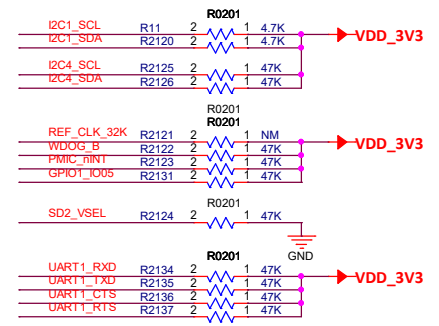 R0201
I2C1_SCL R11 2 1 4.7K
I2C1_SDA R2120 2 1 4.7K VDD_3V3
I2C4_SCL R2125 2 1 47K
I2C4_SDA R2126 2 1 47K
R0201
R0201
REF_CLK_32K R2121 2 1 NM
WDOG_B R2122 2 1 47K VDD_3V3
PMIC_nINT R2123 2 1 47K
GPIO1_IO05 R2131 2 1 47K
R0201
SD2_VSEL R2124 2 1 47K
GND
R0201
UART1_RXD R2134 2 1 47K
UART1_TXD R2135 2 1 47K VDD_3V3
UART1_CTS R2136 2 1 47K
UART1_RTS R2137 2 1 47K